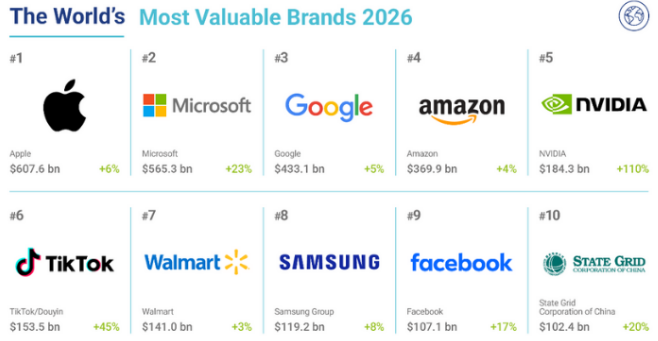 The World's Most Valuable Brands 2026
#1
Microsoft
#2
Google
#3
amazon
#4
NVIDIA
#5
Apple
$607.6 bn +6%
Microsoft
$565.3 bn +23%
Google
$433.1 bn +5%
Amazon
$369.9 bn +4%
NVIDIA
$184.3 bn +110%
#6
TikTok
#7
Walmart
#8
SAMSUNG
#9
facebook
#10
STATE GRID
CORPORATION OF CHINA
TikTok/Douyin
$153.5 bn +45%
Walmart
$141.0 bn +3%
Samsung Group
$119.2 bn +8%
Facebook
$107.1 bn +17%
State Grid
Corporation of China
$102.4 bn +20%